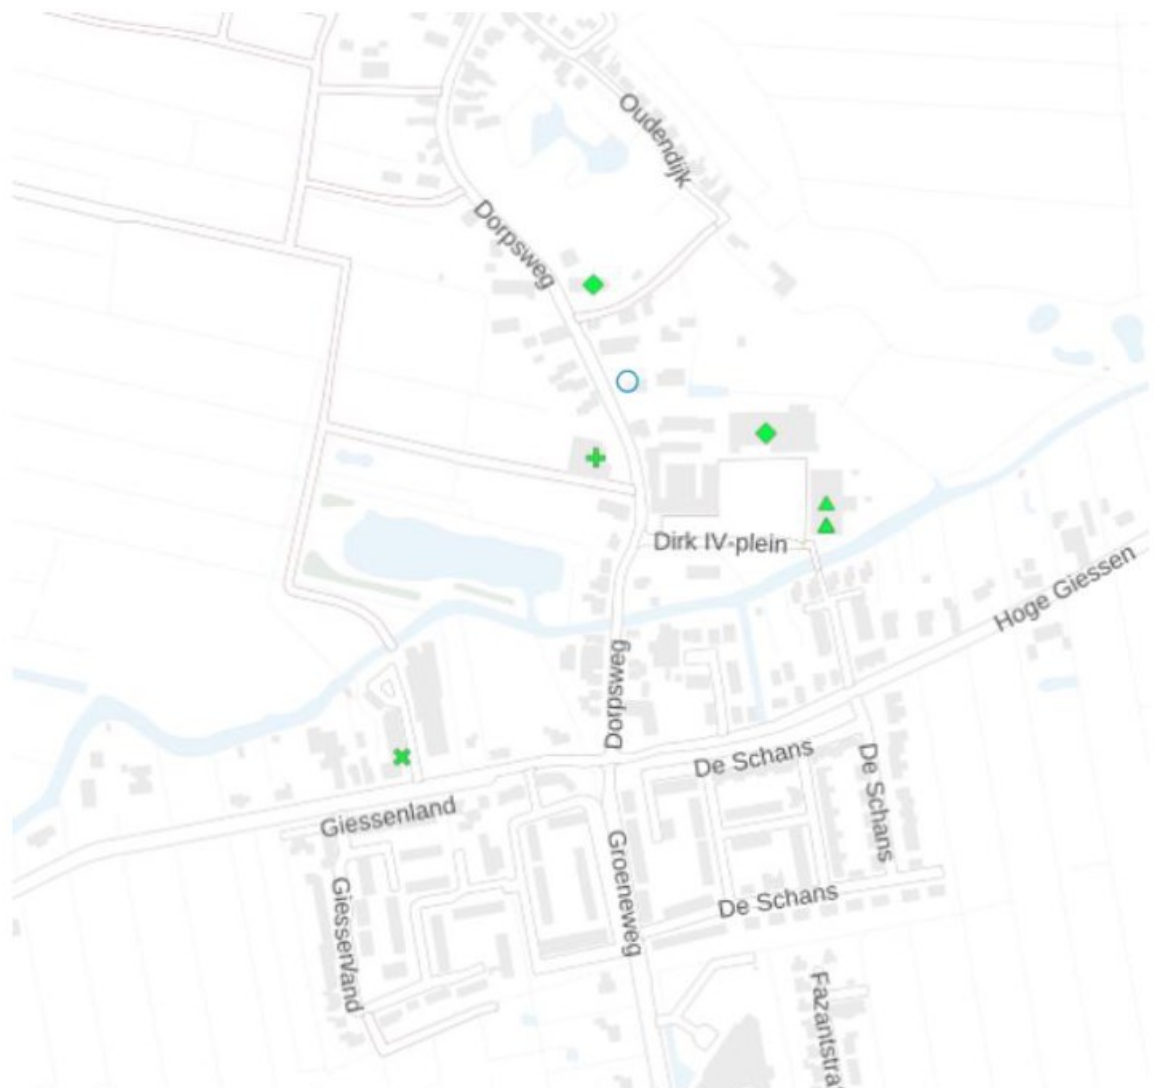 Oudendijk
Dorpsweg
Dirk IV-plein
Hoge Giessen
Dorpsweg
De Schans
De Schans
Giessenland
Groeneweg
De Schans
Giessenland
Fazantstra